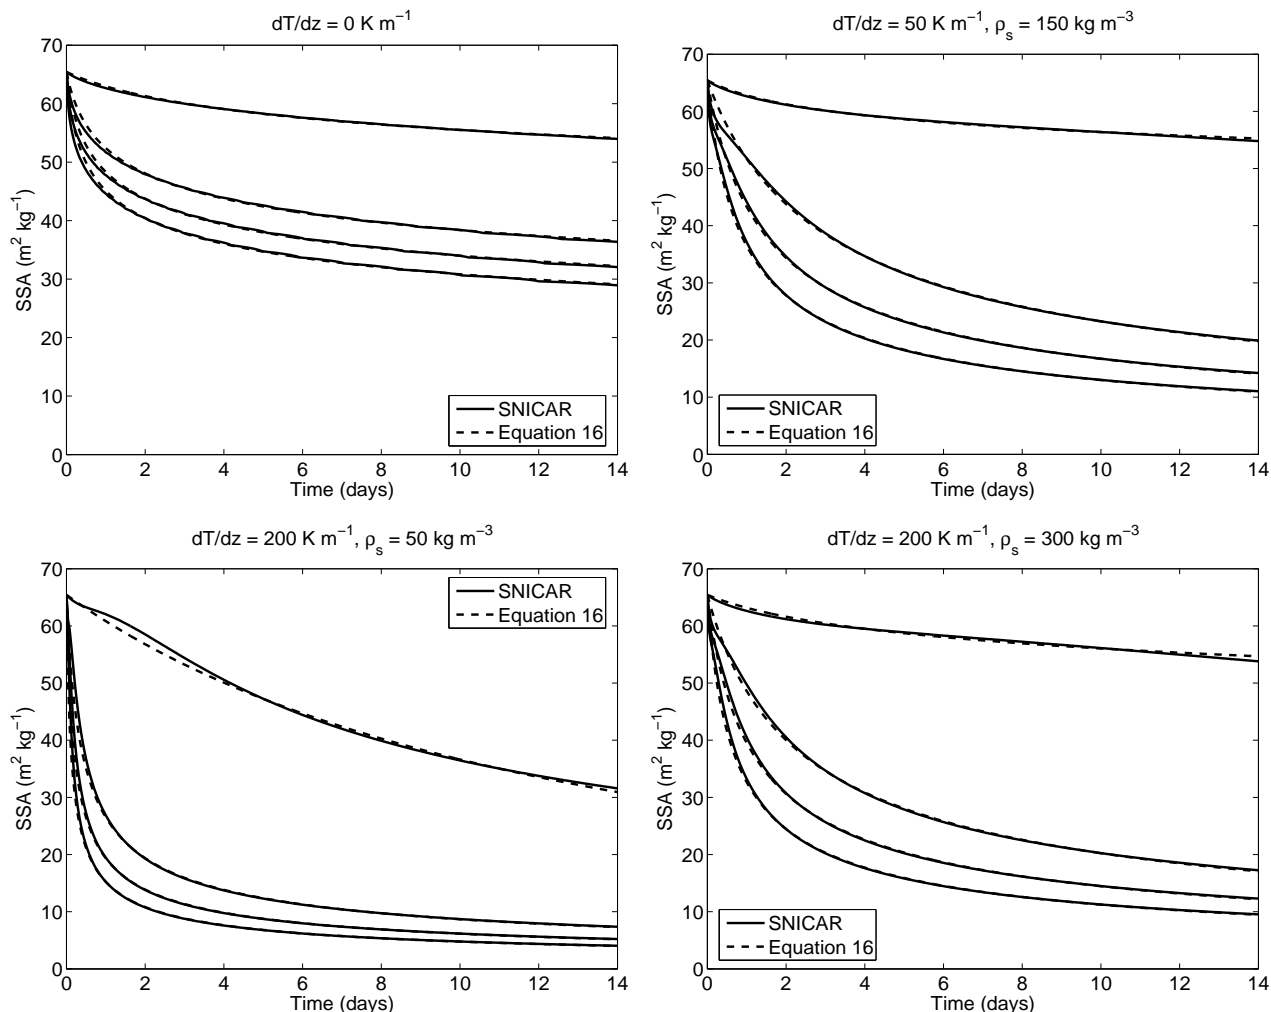 dT/dz = 0 K m⁻¹
70
60
50
40
30
20
10
0
SSA (m² kg⁻¹)
0 2 4 6 8 10 12 14
Time (days)
SNICAR
Equation 16
dT/dz = 50 K m⁻¹, ρₛ = 150 kg m⁻³
70
60
50
40
30
20
10
0
SSA (m² kg⁻¹)
0 2 4 6 8 10 12 14
Time (days)
SNICAR
Equation 16
dT/dz = 200 K m⁻¹, ρₛ = 50 kg m⁻³
70
60
50
40
30
20
10
0
SSA (m² kg⁻¹)
0 2 4 6 8 10 12 14
Time (days)
SNICAR
Equation 16
dT/dz = 200 K m⁻¹, ρₛ = 300 kg m⁻³
70
60
50
40
30
20
10
0
SSA (m² kg⁻¹)
0 2 4 6 8 10 12 14
Time (days)
SNICAR
Equation 16